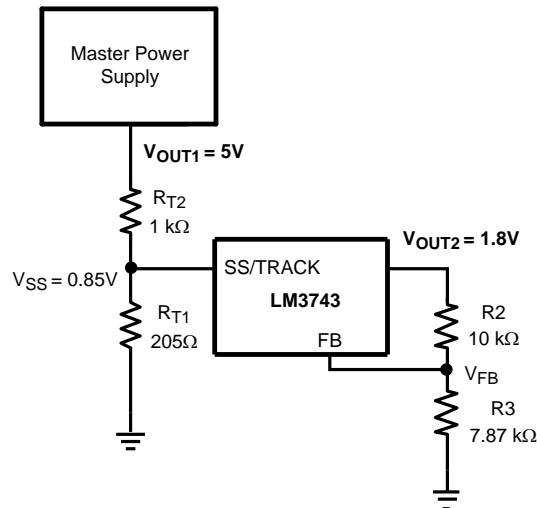 Master Power
Supply
VOUT1 = 5V
RT2
1 kΩ
VOUT2 = 1.8V
SS/TRACK
VSS = 0.85V
LM3743
RT1
205Ω
FB
R2
10 kΩ
VFB
R3
7.87 kΩ